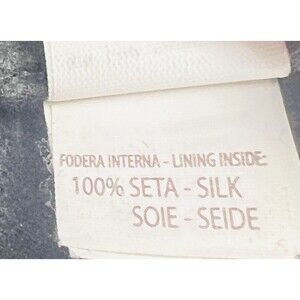 FODERA INTERNA - LINING INSIDE:
100% SETA - SILK
SOIE - SEIDE